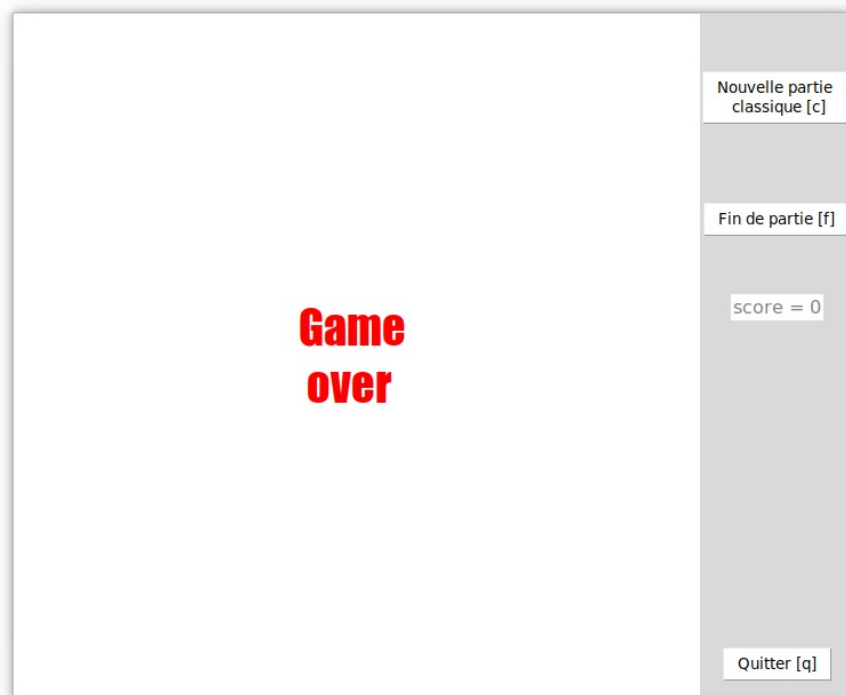 Nouvelle partie
classique [c]
Fin de partie [f]
score = 0
Game
over
Quitter [q]